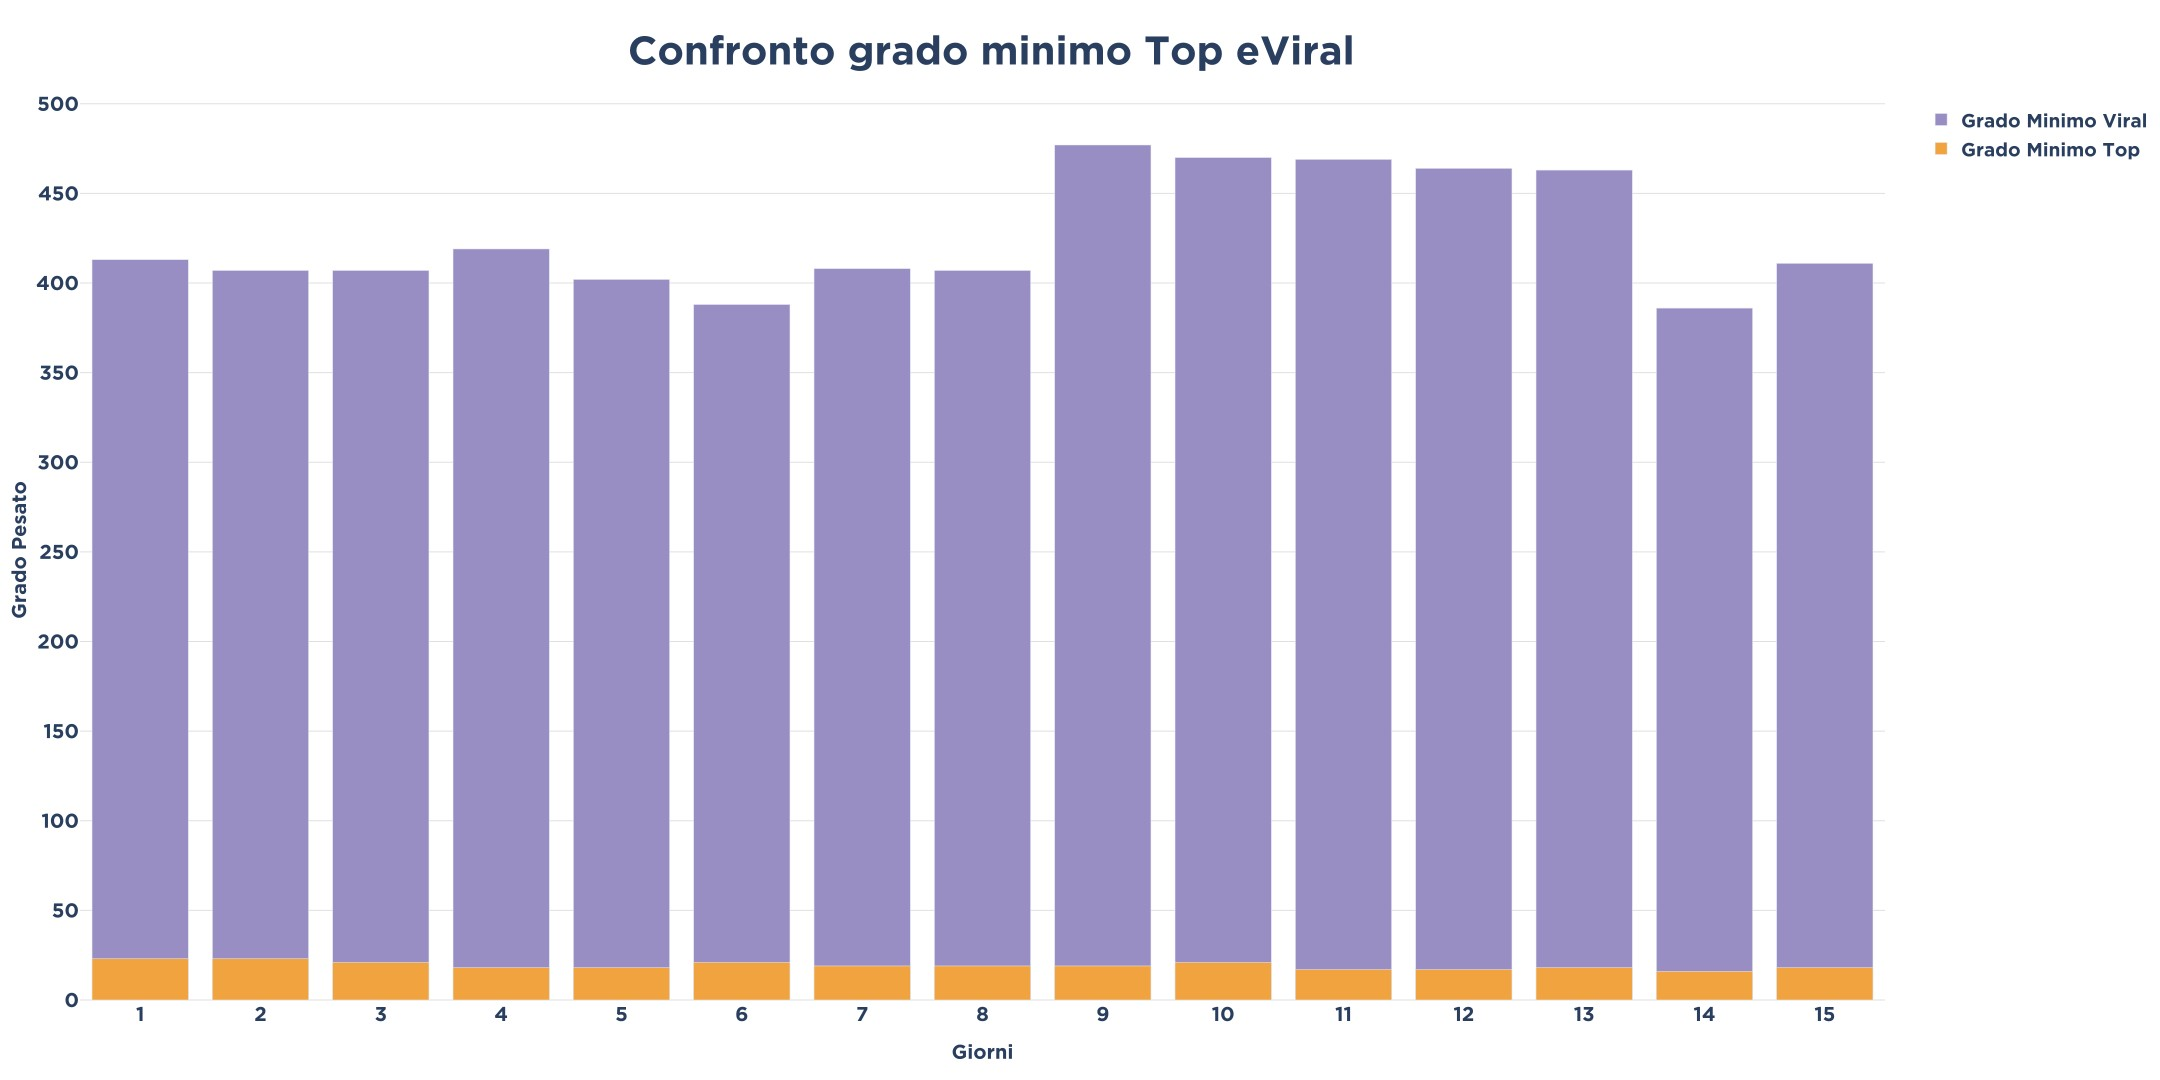 Confronto grado minimo Top eViral
500
450
400
350
300
250
200
150
100
50
0
Grado Pesato
1 2 3 4 5 6 7 8 9 10 11 12 13 14 15
Giorni
Grado Minimo Viral
Grado Minimo Top